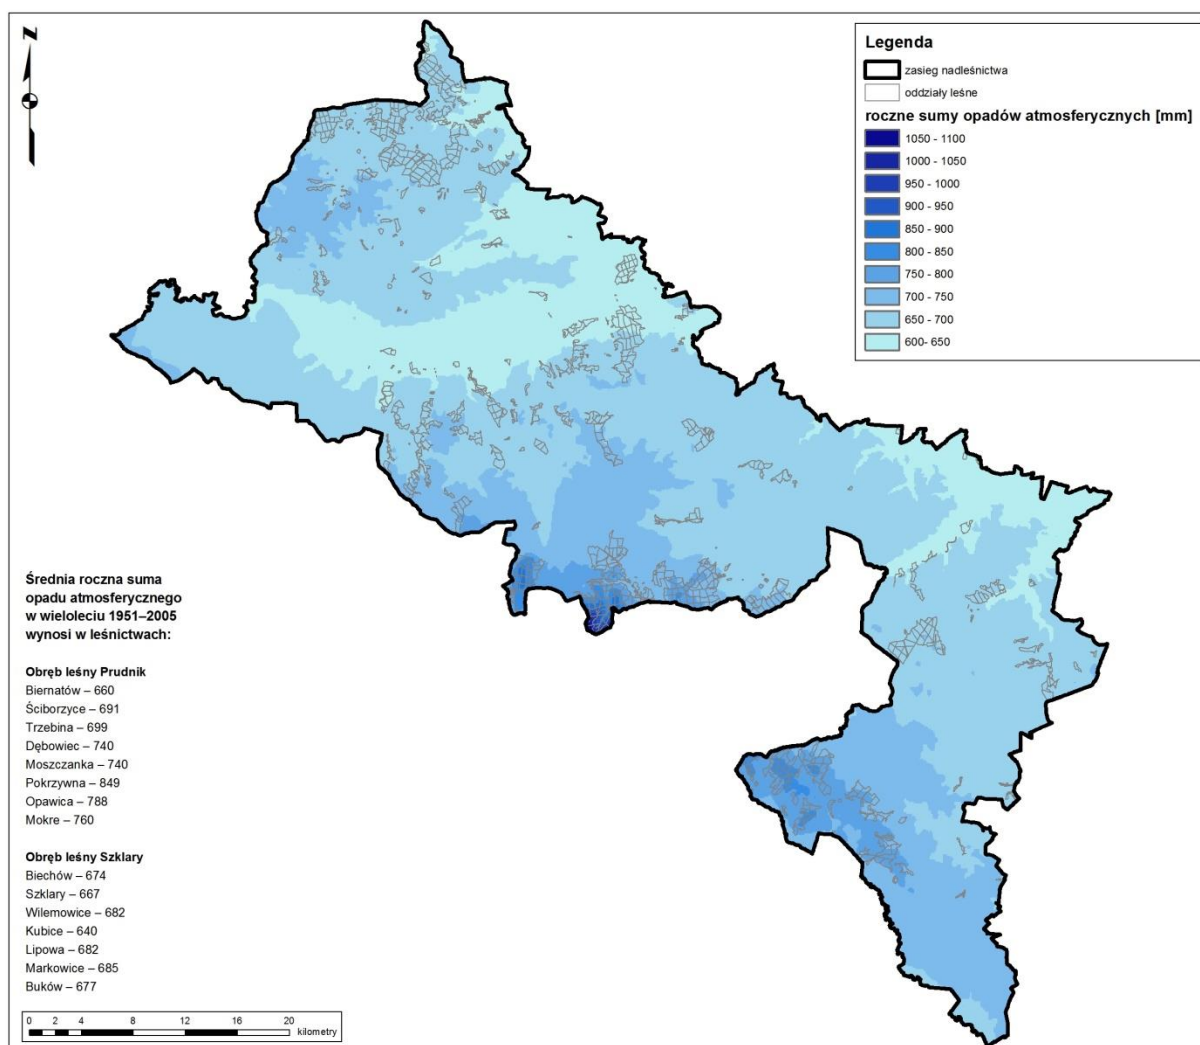 N
Legenda
zasięg nadleśnictwa
oddziały leśne
roczne sumy opadów atmosferycznych [mm]
1050 - 1100
1000 - 1050
950 - 1000
900 - 950
850 - 900
800 - 850
750 - 800
700 - 750
650 - 700
600- 650
Średnia roczna suma
opadu atmosferycznego
w wieloleciu 1951–2005
wynosi w leśnictwach:
Obręb leśny Prudnik
Biernatów – 660
Ściborzyce – 691
Trzebina – 699
Dębowiec – 740
Moszczanka – 740
Pokrzywna – 849
Opawica – 788
Mokre – 760
Obręb leśny Szklary
Biechów – 674
Szklary – 667
Wilemowice – 682
Kubice – 640
Lipowa – 682
Markowice – 685
Buków – 677
0 2 4 8 12 16 20
kilometry